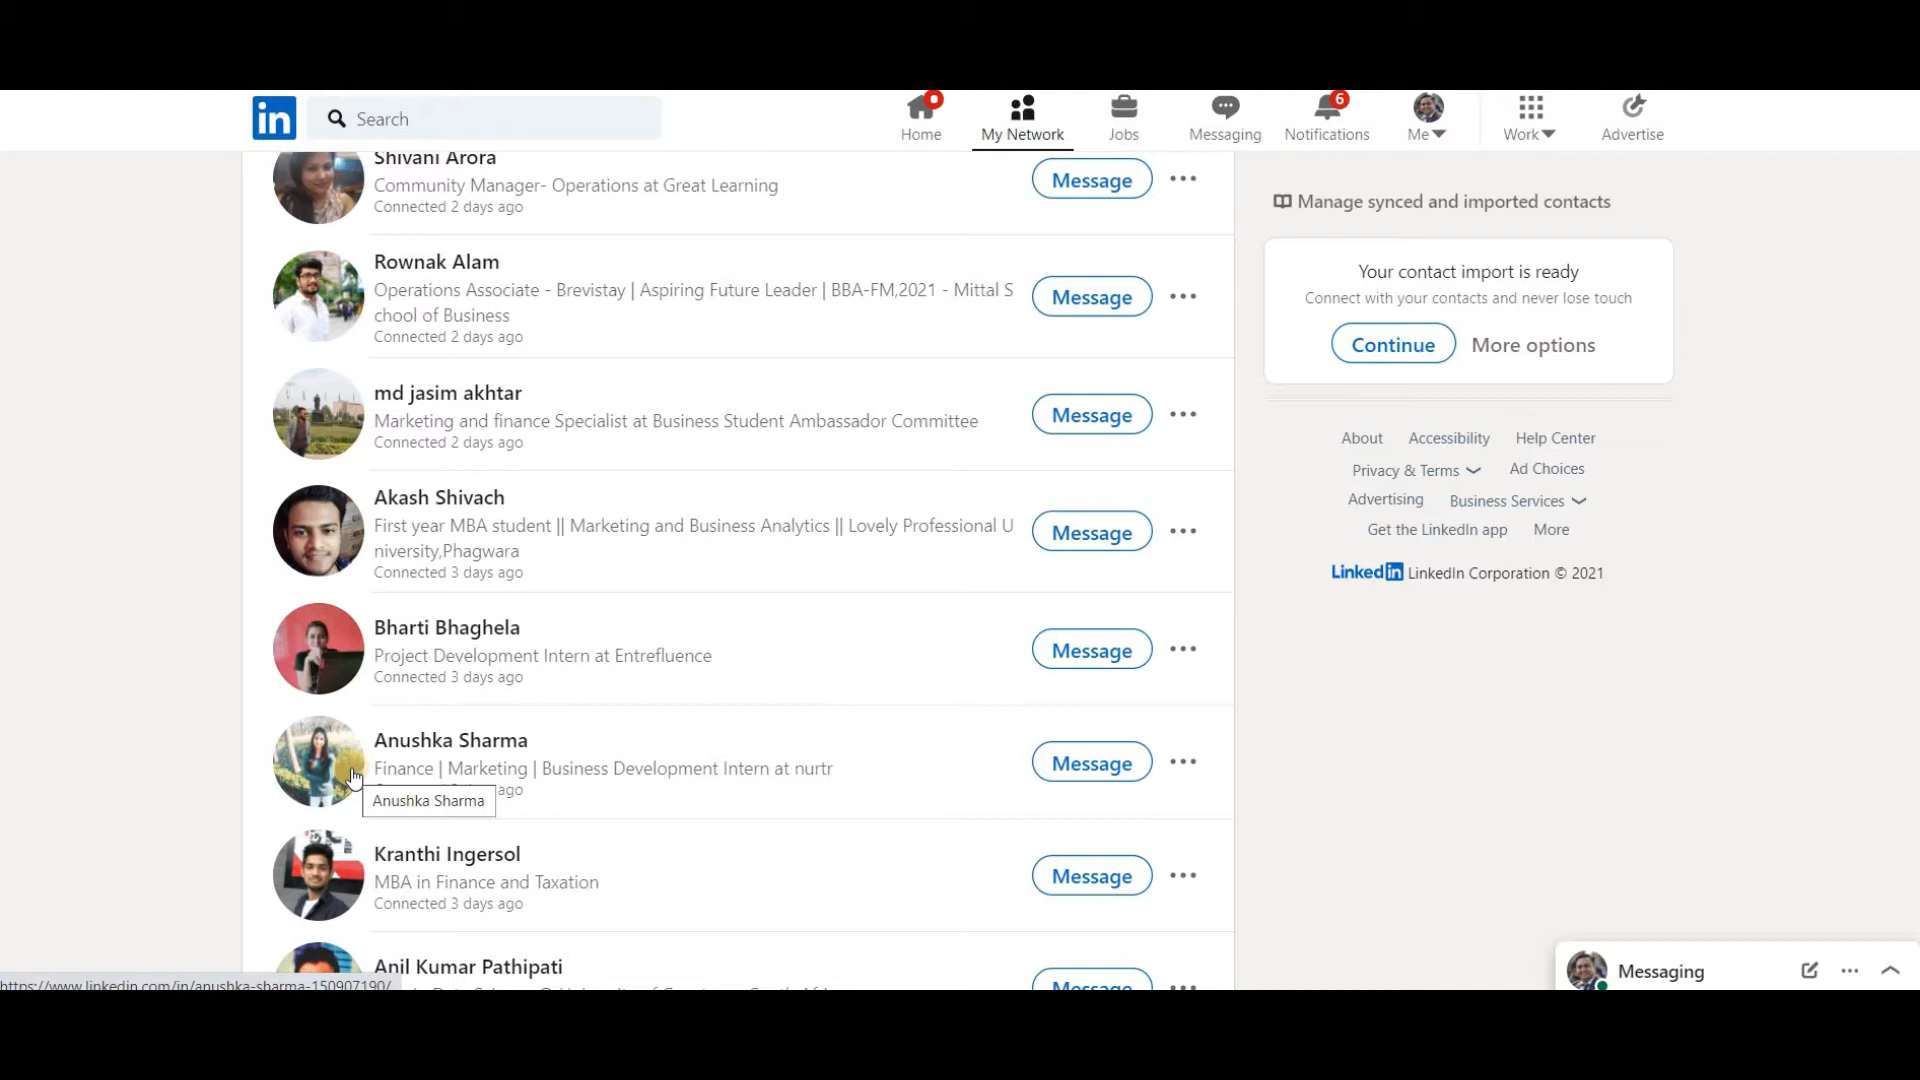 in
Search
Home
My Network
Jobs
Messaging
6
Notifications
Me
Work
Advertise
Shivani Arora
Community Manager- Operations at Great Learning
Connected 2 days ago
Message
Rownak Alam
Operations Associate - Brevistay | Aspiring Future Leader | BBA-FM,2021 - Mittal S
chool of Business
Connected 2 days ago
Message
md jasim akhtar
Marketing and finance Specialist at Business Student Ambassador Committee
Connected 2 days ago
Message
Akash Shivach
First year MBA student || Marketing and Business Analytics || Lovely Professional U
niversity,Phagwara
Connected 3 days ago
Message
Bharti Bhaghela
Project Development Intern at Entrefluence
Connected 3 days ago
Message
Anushka Sharma
Finance | Marketing | Business Development Intern at nurtr
ago
Anushka Sharma
Message
Kranthi Ingersol
MBA in Finance and Taxation
Connected 3 days ago
Message
Anil Kumar Pathipati
Message
https://www.linkedin.com/in/anushka-sharma-150907190/
Manage synced and imported contacts
Your contact import is ready
Connect with your contacts and never lose touch
Continue
More options
About Accessibility Help Center
Privacy & Terms Ad Choices
Advertising Business Services
Get the LinkedIn app More
LinkedIn LinkedIn Corporation © 2021
Messaging